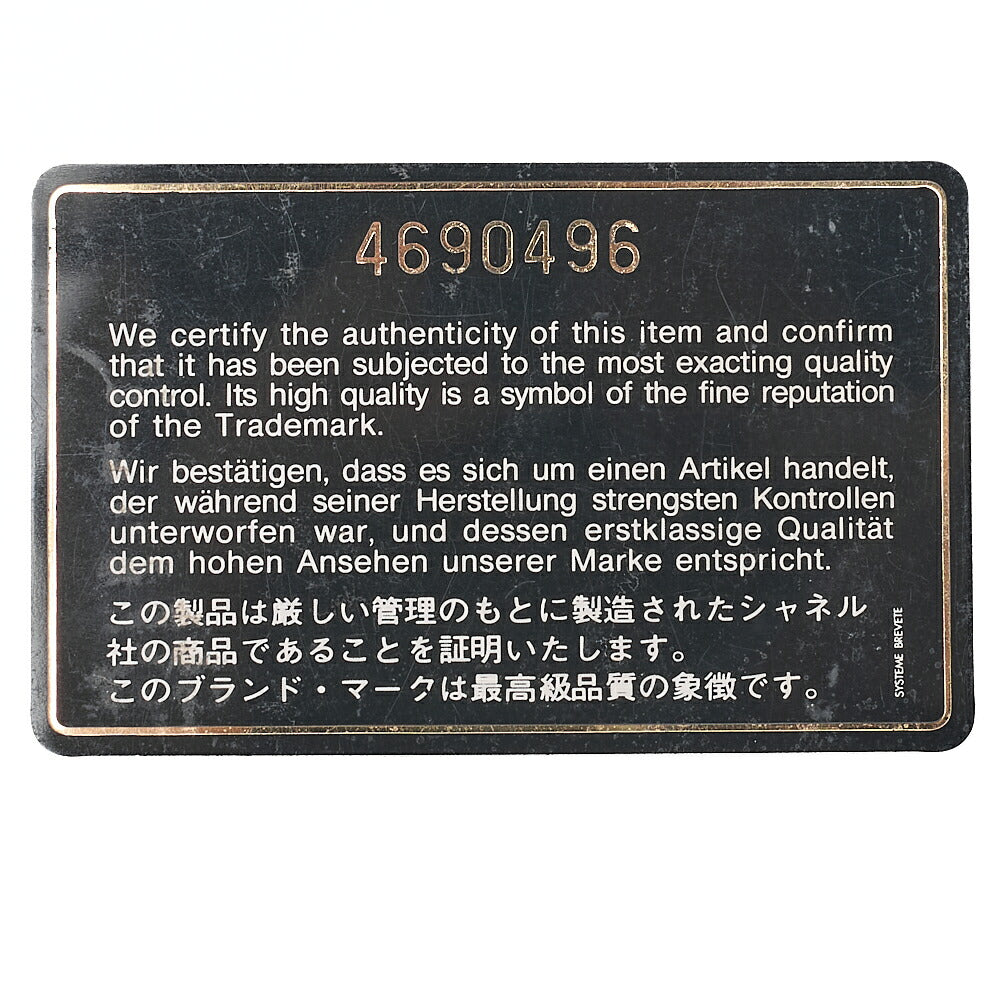 4690496
We certify the authenticity of this item and confirm
that it has been subjected to the most exacting quality
control. Its high quality is a symbol of the fine reputation
of the Trademark.
Wir bestätigen, dass es sich um einen Artikel handelt,
der während seiner Herstellung strengsten Kontrollen
unterworfen war, und dessen erstklassige Qualität
dem hohen Ansehen unserer Marke entspricht.
この製品は厳しい管理のもとに製造されたシャネル
社の商品であることを証明いたします。
このブランド・マークは最高級品質の象徴です。
SYSTEME BREVETE